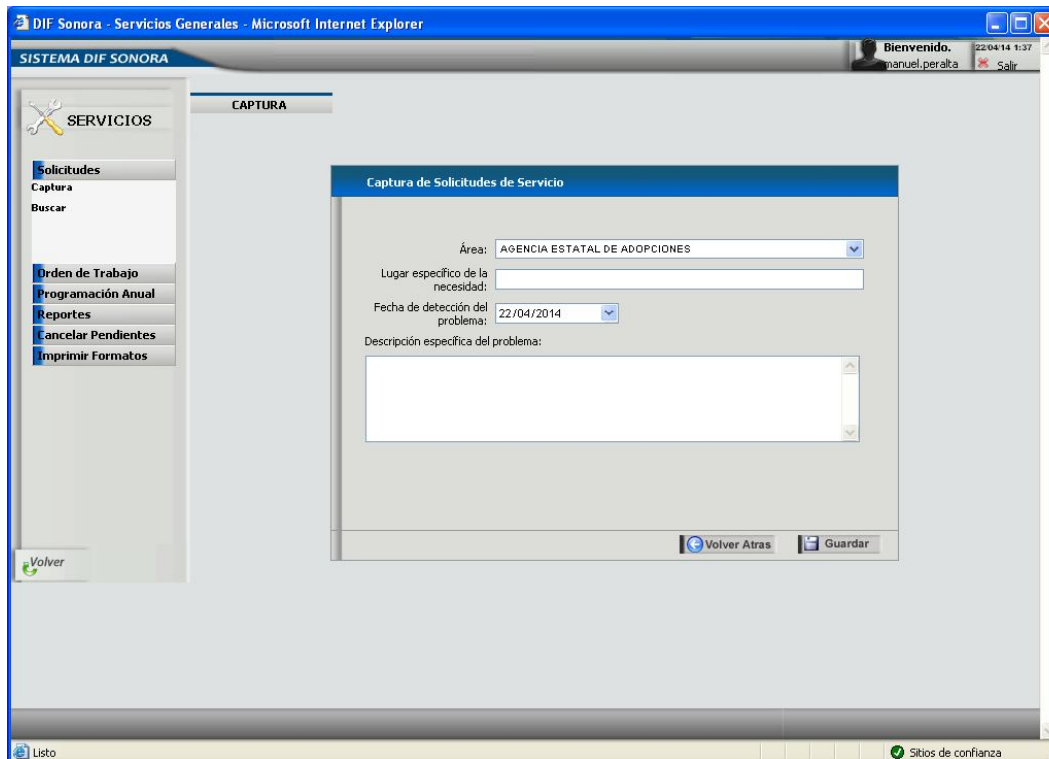 DIF Sonora - Servicios Generales - Microsoft Internet Explorer
SISTEMA DIF SONORA
Bienvenido.
manuel.peralta
22/04/14 1:37
Salir
SERVICIOS
CAPTURA
Solicitudes
Captura
Buscar
Orden de Trabajo
Programación Anual
Reportes
Cancelar Pendientes
Imprimir Formatos
Volver
Captura de Solicitudes de Servicio
Área: AGENCIA ESTATAL DE ADOPCIONES
Lugar específico de la
necesidad:
Fecha de detección del
problema: 22/04/2014
Descripción específica del problema:
Volver Atras
Guardar
Listo
Sitios de confianza